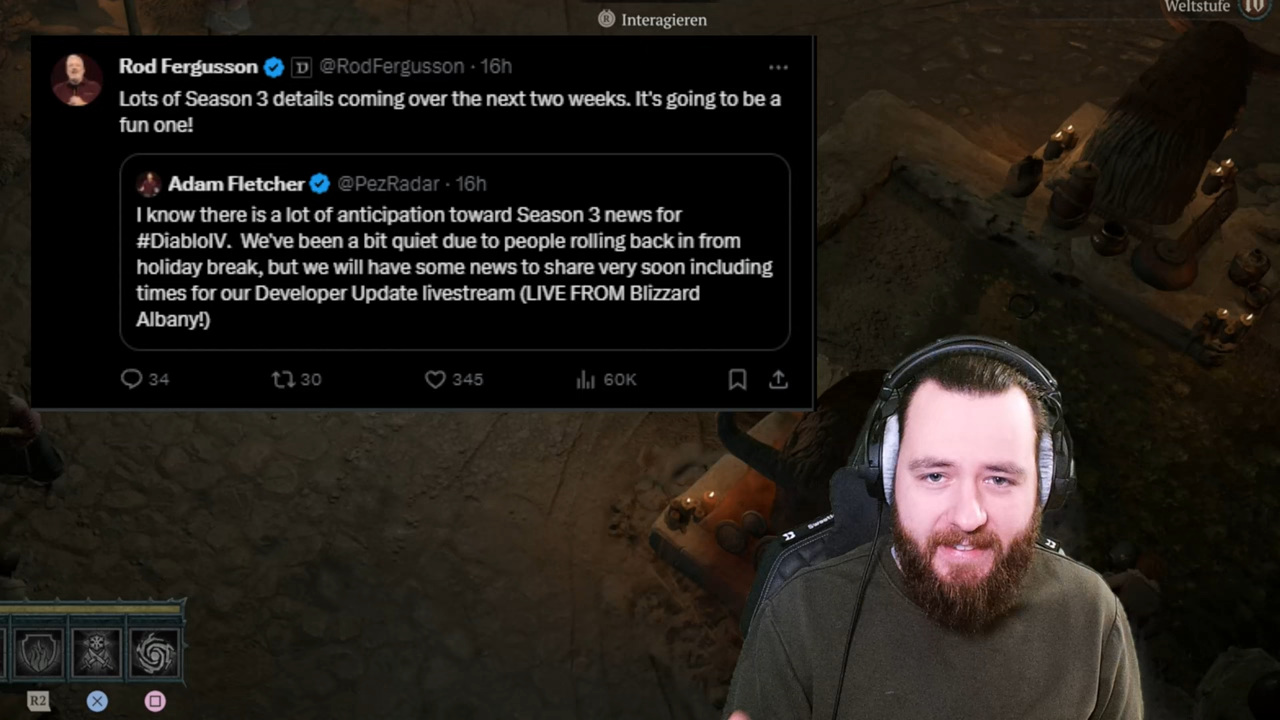 Interagieren
Weltstufe
Rod Fergusson @RodFergusson · 16h
Lots of Season 3 details coming over the next two weeks. It's going to be a
fun one!
Adam Fletcher @PezRadar · 16h
I know there is a lot of anticipation toward Season 3 news for
#DiabloIV. We've been a bit quiet due to people rolling back in from
holiday break, but we will have some news to share very soon including
times for our Developer Update livestream (LIVE FROM Blizzard
Albany!)
34 30 345 60K
R2